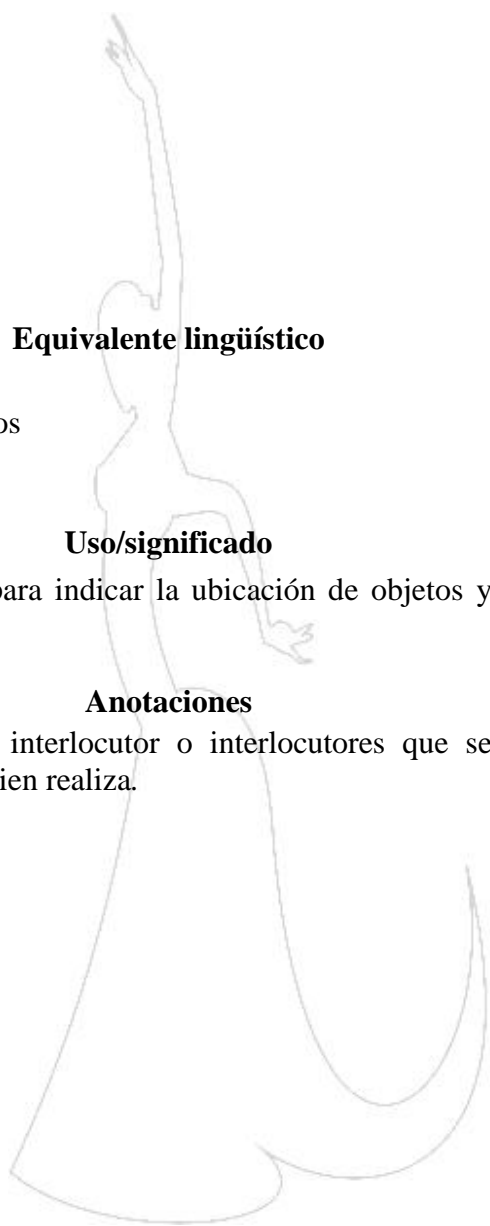 Equivalente lingüístico
os
Uso/significado
para indicar la ubicación de objetos y
Anotaciones
interlocutor o interlocutores que se
ien realiza.